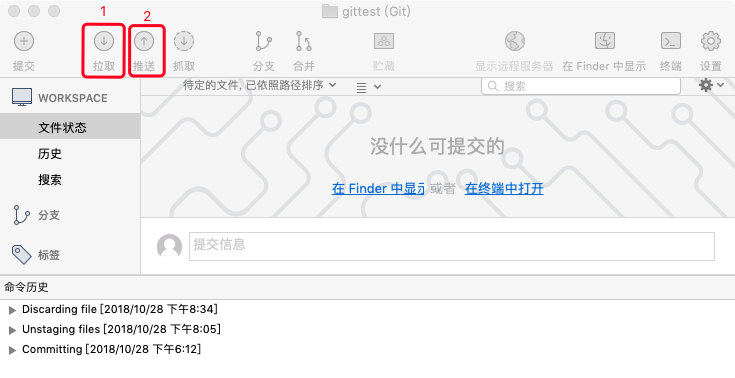 1 2
gittest (Git)
提交 拉取 推送 抓取 分支 合并 贮藏 显示远程服务器 在 Finder 中显示 终端 设置
WORKSPACE
待定的文件, 已依照路径排序
搜索
文件状态
历史
搜索
分支
标签
没什么可提交的
在 Finder 中显示 或者 在终端中打开
提交信息
命令历史
Discarding file [2018/10/28 下午8:34]
Unstaging files [2018/10/28 下午8:05]
Committing [2018/10/28 下午6:12]